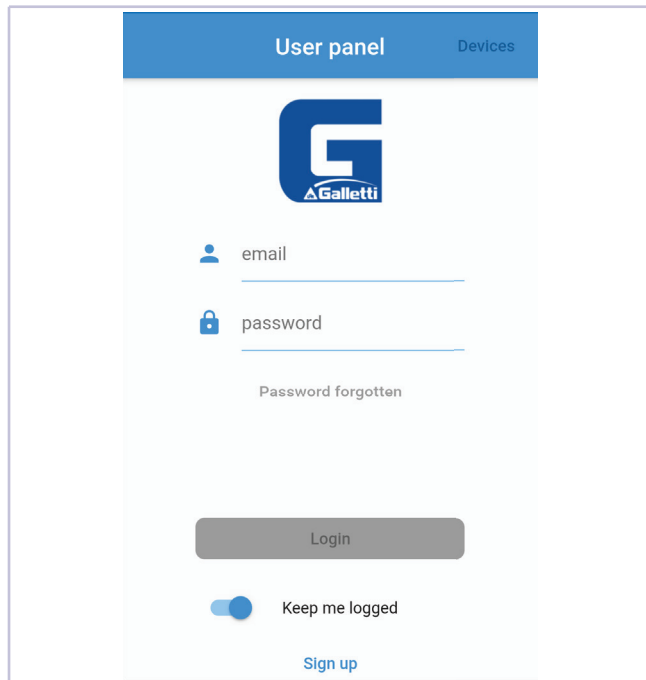 User panel Devices
Galletti
email
password
Password forgotten
Login
Keep me logged
Sign up